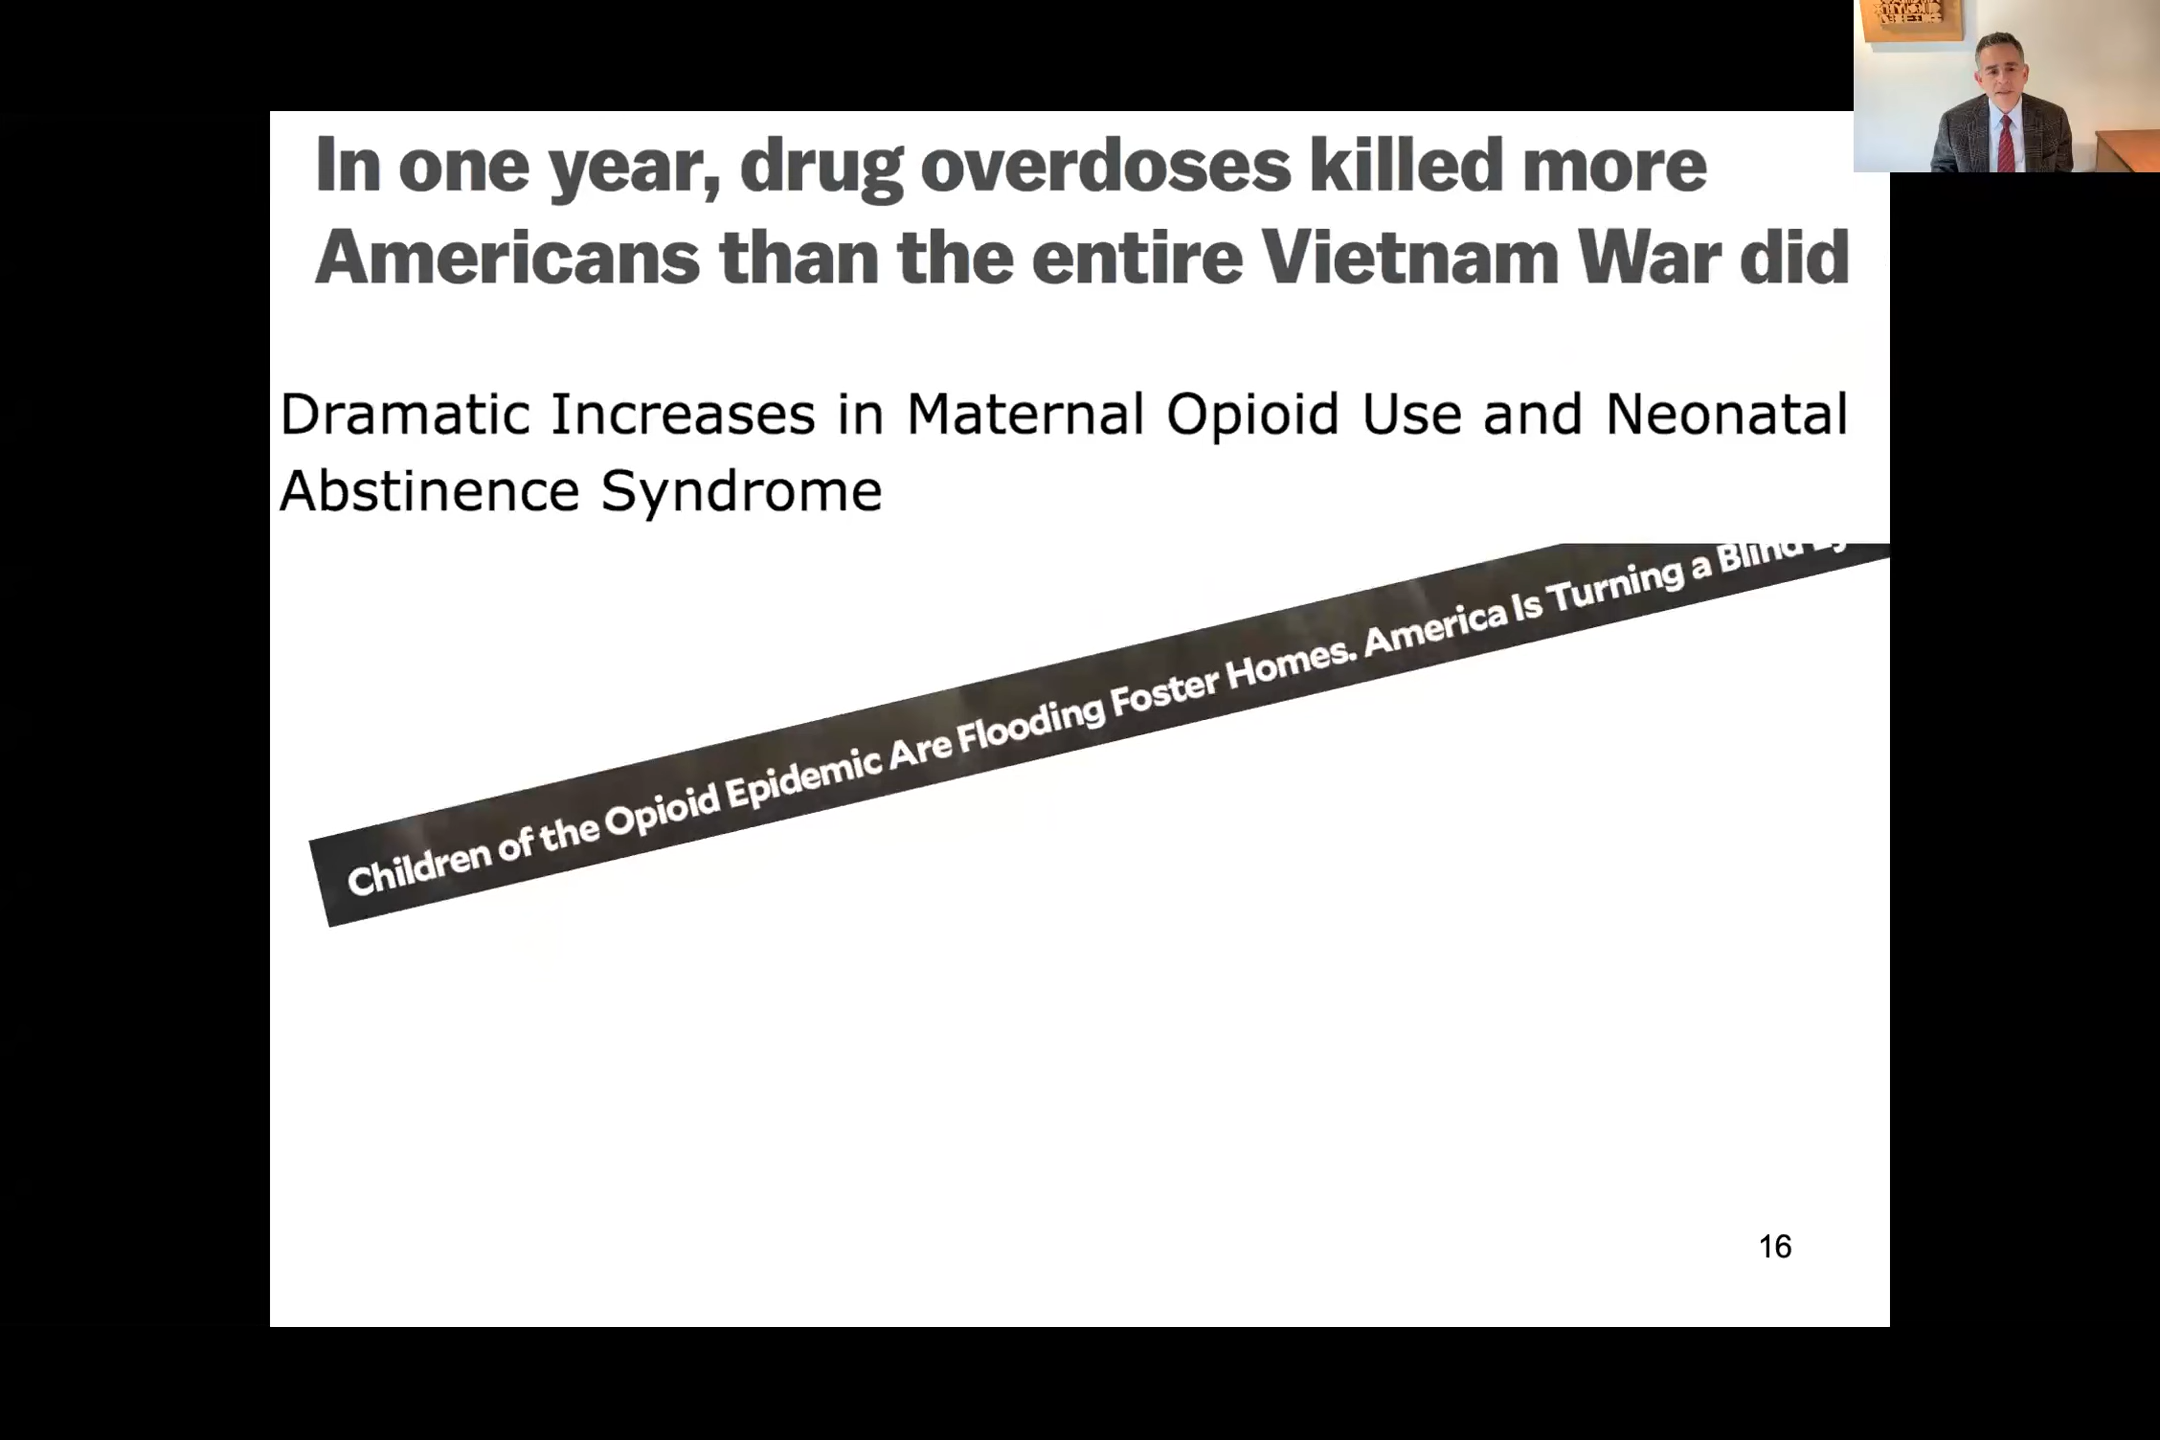 In one year, drug overdoses killed more
Americans than the entire Vietnam War did
Dramatic Increases in Maternal Opioid Use and Neonatal
Abstinence Syndrome
Children of the Opioid Epidemic Are Flooding Foster Homes. America Is Turning a Blind
16